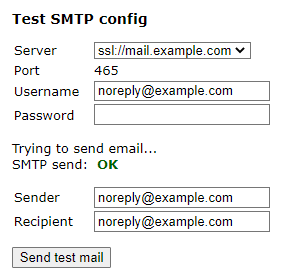 Test SMTP config
Server ssl://mail.example.com
Port 465
Username noreply@example.com
Password
Trying to send email...
SMTP send: OK
Sender noreply@example.com
Recipient noreply@example.com
Send test mail